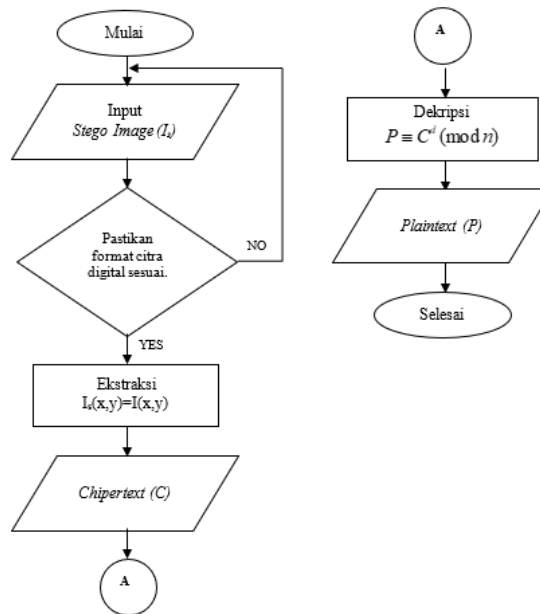 Mulai
Input
Stego Image (Iₛ)
Pastikan
format citra
digital sesuai.
NO
YES
Ekstraksi
Iₛ(x,y)=I(x,y)
Chipertext (C)
A
A
Dekripsi
P ≡ C^d (mod n)
Plaintext (P)
Selesai